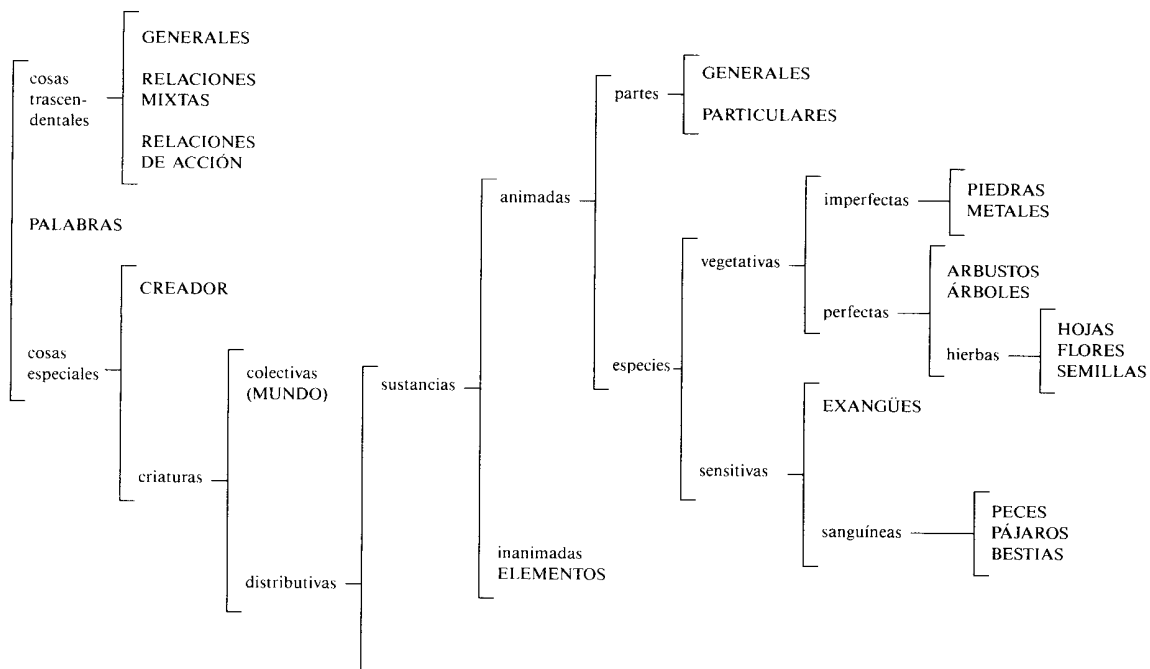 cosas
trascen-
dentales
GENERALES
RELACIONES
MIXTAS
RELACIONES
DE ACCIÓN
PALABRAS
cosas
especiales
CREADOR
criaturas
colectivas
(MUNDO)
distributivas
sustancias
animadas
partes
GENERALES
PARTICULARES
especies
vegetativas
imperfectas
PIEDRAS
METALES
perfectas
ARBUSTOS
ÁRBOLES
hierbas
HOJAS
FLORES
SEMILLAS
sensitivas
EXANGÜES
sanguíneas
PECES
PÁJAROS
BESTIAS
inanimadas
ELEMENTOS